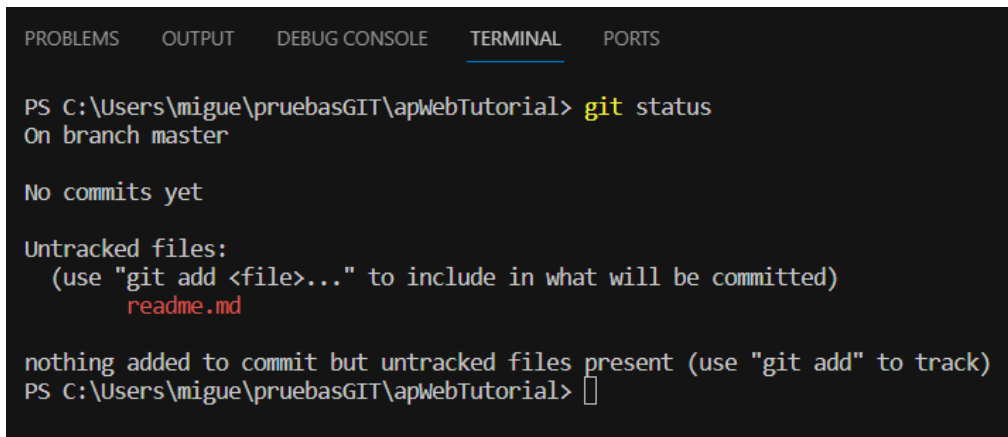 PROBLEMS OUTPUT DEBUG CONSOLE TERMINAL PORTS
PS C:\Users\migue\pruebasGIT\apWebTutorial> git status
On branch master
No commits yet
Untracked files:
(use "git add <file>..." to include in what will be committed)
readme.md
nothing added to commit but untracked files present (use "git add" to track)
PS C:\Users\migue\pruebasGIT\apWebTutorial>